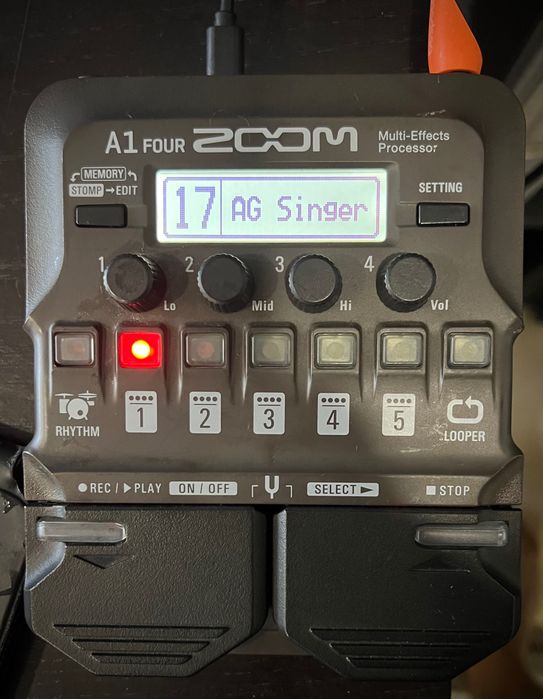 A1 FOUR ZOOM Multi-Effects
Processor
MEMORY
STOMP → EDIT
17 AG Singer
SETTING
1 2 3 4
Lo Mid Hi Vol
RHYTHM 1 2 3 4 5 LOOPER
● REC / ▶ PLAY ON / OFF SELECT ▶ ■ STOP